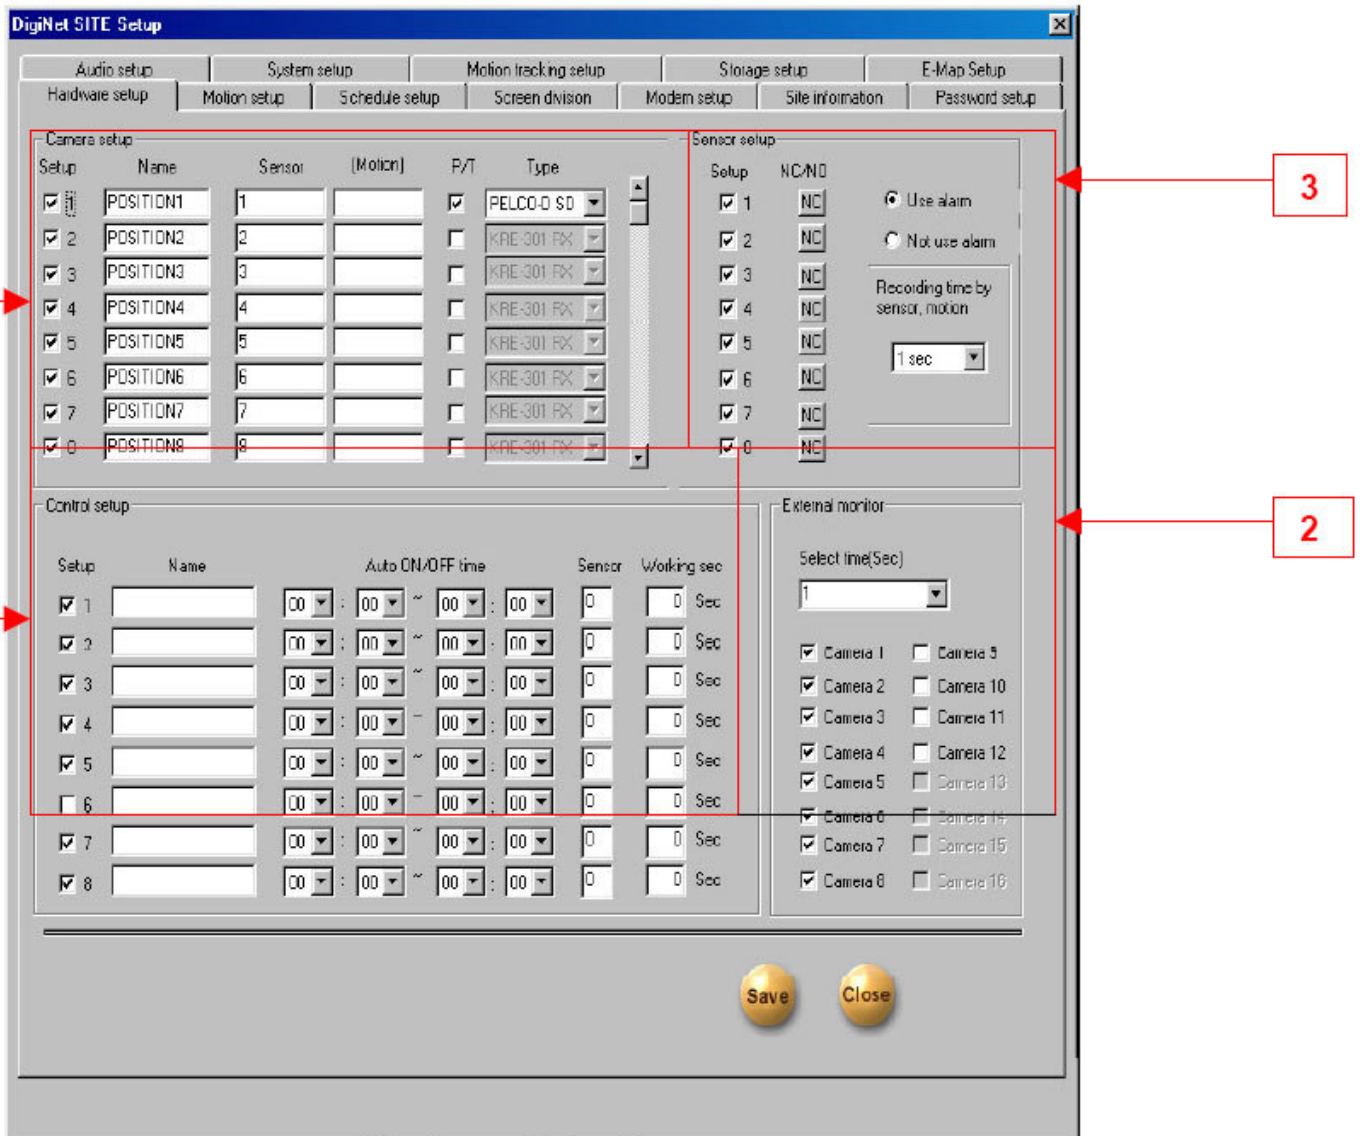 DigiNet SITE Setup
Audio setup System setup Motion tracking setup Storage setup E-Map Setup
Hardware setup Motion setup Schedule setup Screen division Modem setup Site information Password setup
Camera setup Sensor setup
Setup Name Sensor [Motion] P/T Type Setup NC/NO
1 POSITION1 1 PELCO-D SD 1 NC Use alarm
2 POSITION2 2 KRE-301 RX 2 NC Not use alarm
3 POSITION3 3 KRE-301 RX 3 NC Recording time by
4 POSITION4 4 KRE-301 RX 4 NC sensor, motion
5 POSITION5 5 KRE-301 RX 5 NC 1 sec
6 POSITION6 6 KRE-301 RX 6 NC
7 POSITION7 7 KRE-301 RX 7 NC
8 POSITION8 8 KRE-301 RX 8 NC
3
2
Control setup External monitor
Setup Name Auto ON/OFF time Sensor Working sec Select time(Sec)
1
1 00 : 00 ~ 00 : 00 0 0 Sec
2 00 : 00 ~ 00 : 00 0 0 Sec
3 00 : 00 ~ 00 : 00 0 0 Sec
4 00 : 00 ~ 00 : 00 0 0 Sec
5 00 : 00 ~ 00 : 00 0 0 Sec
6 00 : 00 ~ 00 : 00 0 0 Sec
7 00 : 00 ~ 00 : 00 0 0 Sec
8 00 : 00 ~ 00 : 00 0 0 Sec
Camera 1 Camera 9
Camera 2 Camera 10
Camera 3 Camera 11
Camera 4 Camera 12
Camera 5 Camera 13
Camera 6 Camera 14
Camera 7 Camera 15
Camera 8 Camera 16
Save Close